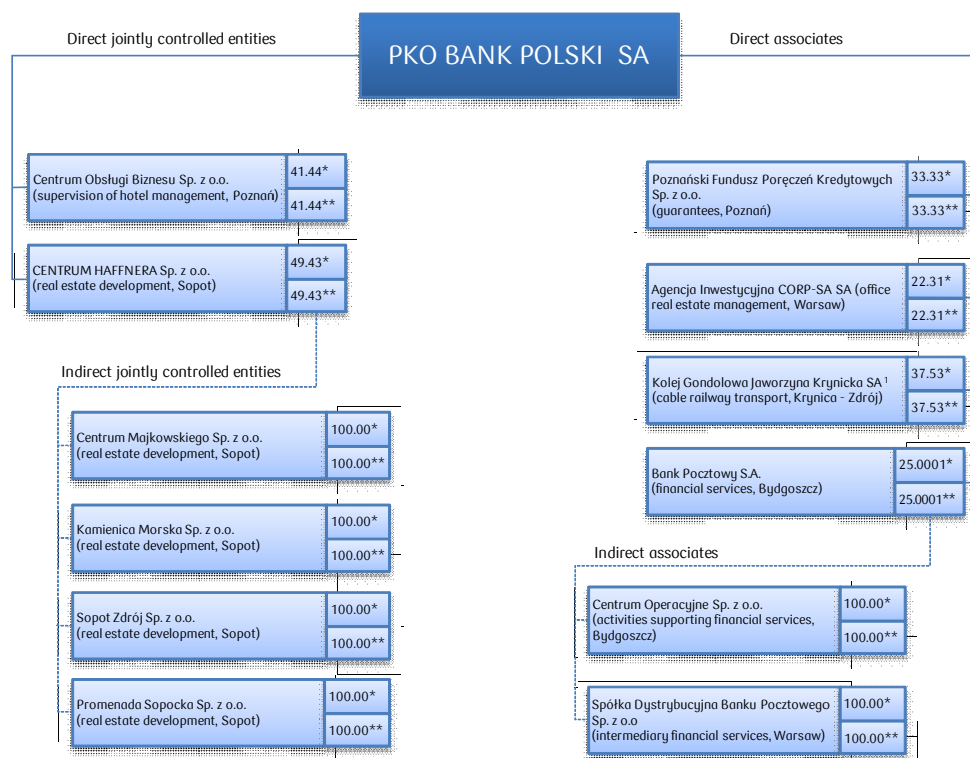 PKO BANK POLSKI SA
Direct jointly controlled entities
Centrum Obsługi Biznesu Sp. z o.o.
(supervision of hotel management, Poznań)
41.44*
41.44**
CENTRUM HAFFNERA Sp. z o.o.
(real estate development, Sopot)
49.43*
49.43**
Indirect jointly controlled entities
Centrum Majkowskiego Sp. z o.o.
(real estate development, Sopot)
100.00*
100.00**
Kamienica Morska Sp. z o.o.
(real estate development, Sopot)
100.00*
100.00**
Sopot Zdrój Sp. z o.o.
(real estate development, Sopot)
100.00*
100.00**
Promenada Sopocka Sp. z o.o.
(real estate development, Sopot)
100.00*
100.00**
Direct associates
Poznański Fundusz Poręczeń Kredytowych
Sp. z o.o.
(guarantees, Poznań)
33.33*
33.33**
Agencja Inwestycyjna CORP-SA SA (office
real estate management, Warsaw)
22.31*
22.31**
Kolej Gondolowa Jaworzyna Krynicka SA ¹
(cable railway transport, Krynica - Zdrój)
37.53*
37.53**
Bank Pocztowy S.A.
(financial services, Bydgoszcz)
25.0001*
25.0001**
Indirect associates
Centrum Operacyjne Sp. z o.o.
(activities supporting financial services,
Bydgoszcz)
100.00*
100.00**
Spółka Dystrybucyjna Banku Pocztowego
Sp. z o.o
(intermediary financial services, Warsaw)
100.00*
100.00**